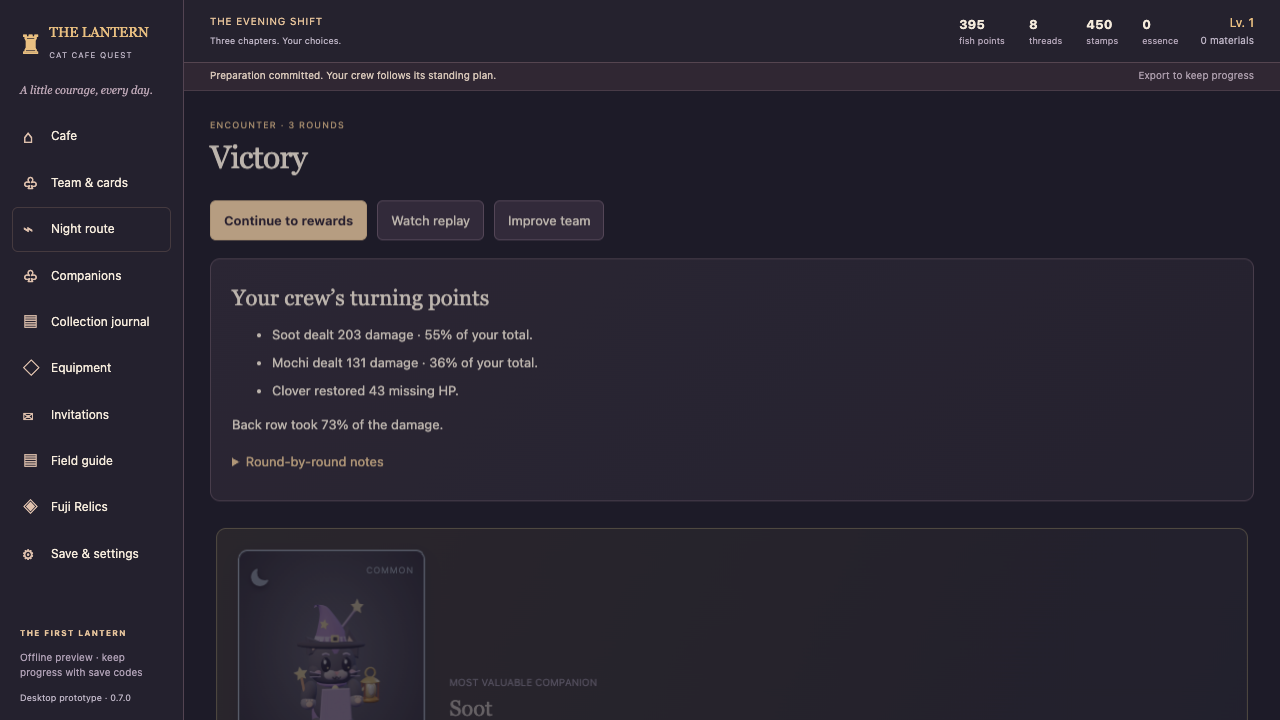 THE LANTERN
CAT CAFE QUEST
A little courage, every day.
Cafe
Team & cards
Night route
Companions
Collection journal
Equipment
Invitations
Field guide
Fuji Relics
Save & settings
THE FIRST LANTERN
Offline preview · keep
progress with save codes
Desktop prototype · 0.7.0
THE EVENING SHIFT
Three chapters. Your choices.
395
fish points
8
threads
450
stamps
0
essence
Lv. 1
0 materials
Preparation committed. Your crew follows its standing plan.
Export to keep progress
ENCOUNTER · 3 ROUNDS
Victory
Continue to rewards
Watch replay
Improve team
Your crew’s turning points
• Soot dealt 203 damage · 55% of your total.
• Mochi dealt 131 damage · 36% of your total.
• Clover restored 43 missing HP.
Back row took 73% of the damage.
Round-by-round notes
COMMON
MOST VALUABLE COMPANION
Soot